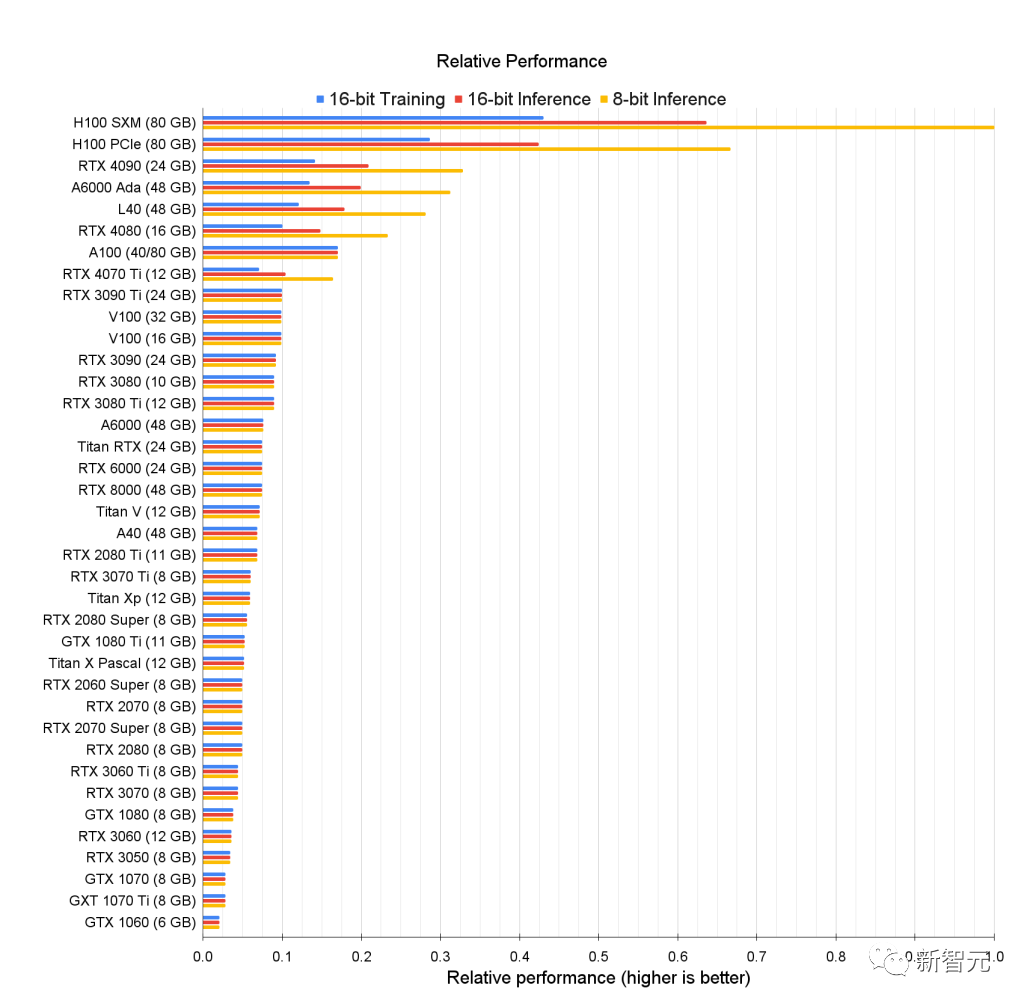 Relative Performance
16-bit Training 16-bit Inference 8-bit Inference
H100 SXM (80 GB)
H100 PCIe (80 GB)
RTX 4090 (24 GB)
A6000 Ada (48 GB)
L40 (48 GB)
RTX 4080 (16 GB)
A100 (40/80 GB)
RTX 4070 Ti (12 GB)
RTX 3090 Ti (24 GB)
V100 (32 GB)
V100 (16 GB)
RTX 3090 (24 GB)
RTX 3080 (10 GB)
RTX 3080 Ti (12 GB)
A6000 (48 GB)
Titan RTX (24 GB)
RTX 6000 (24 GB)
RTX 8000 (48 GB)
Titan V (12 GB)
A40 (48 GB)
RTX 2080 Ti (11 GB)
RTX 3070 Ti (8 GB)
Titan Xp (12 GB)
RTX 2080 Super (8 GB)
GTX 1080 Ti (11 GB)
Titan X Pascal (12 GB)
RTX 2060 Super (8 GB)
RTX 2070 (8 GB)
RTX 2070 Super (8 GB)
RTX 2080 (8 GB)
RTX 3060 Ti (8 GB)
RTX 3070 (8 GB)
GTX 1080 (8 GB)
RTX 3060 (12 GB)
RTX 3050 (8 GB)
GTX 1070 (8 GB)
GXT 1070 Ti (8 GB)
GTX 1060 (6 GB)
0.0 0.1 0.2 0.3 0.4 0.5 0.6 0.7 0.8 0.9 1.0
Relative performance (higher is better)
新智元